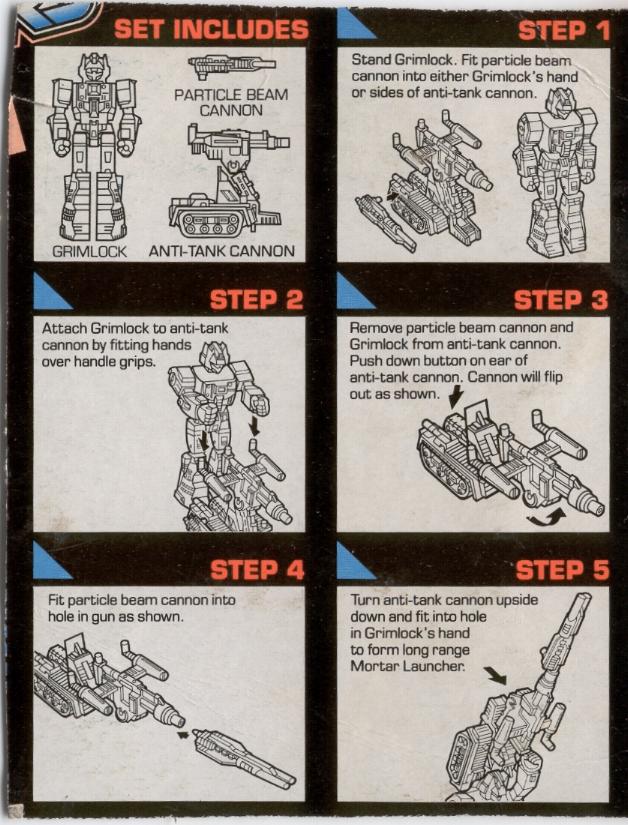 SET INCLUDES
PARTICLE BEAM
CANNON
GRIMLOCK
ANTI-TANK CANNON
STEP 1
Stand Grimlock. Fit particle beam
cannon into either Grimlock's hand
or sides of anti-tank cannon.
STEP 2
Attach Grimlock to anti-tank
cannon by fitting hands
over handle grips.
STEP 3
Remove particle beam cannon and
Grimlock from anti-tank cannon.
Push down button on ear of
anti-tank cannon. Cannon will flip
out as shown.
STEP 4
Fit particle beam cannon into
hole in gun as shown.
STEP 5
Turn anti-tank cannon upside
down and fit into hole
in Grimlock's hand
to form long range
Mortar Launcher.